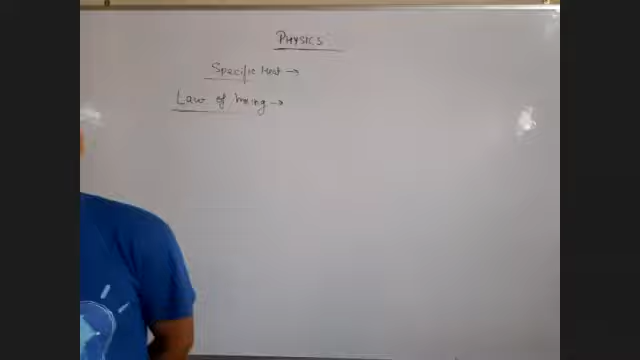 PHYSICS
Specific Heat →
Law of mixing →